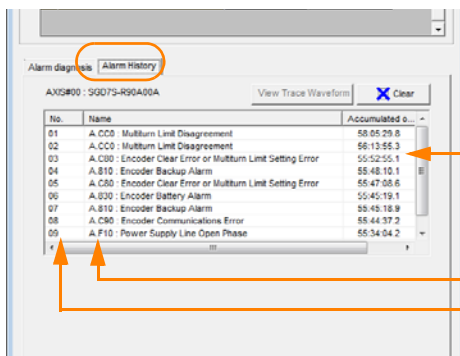 Alarm diagnosis Alarm History
AXIS#00 : SGD7S-R90A00A View Trace Waveform Clear
No. Name Accumulated o...
01 A.CC0 : Multiturn Limit Disagreement 58:05:29.8
02 A.CC0 : Multiturn Limit Disagreement 56:13:55.3
03 A.C80 : Encoder Clear Error or Multiturn Limit Setting Error 55:52:55.1
04 A.810 : Encoder Backup Alarm 55:48:10.1
05 A.C80 : Encoder Clear Error or Multiturn Limit Setting Error 55:47:08.6
06 A.830 : Encoder Battery Alarm 55:45:19.1
07 A.810 : Encoder Backup Alarm 55:45:18.9
08 A.C90 : Encoder Communications Error 55:44:37.2
09 A.F10 : Power Supply Line Open Phase 55:34:04.2